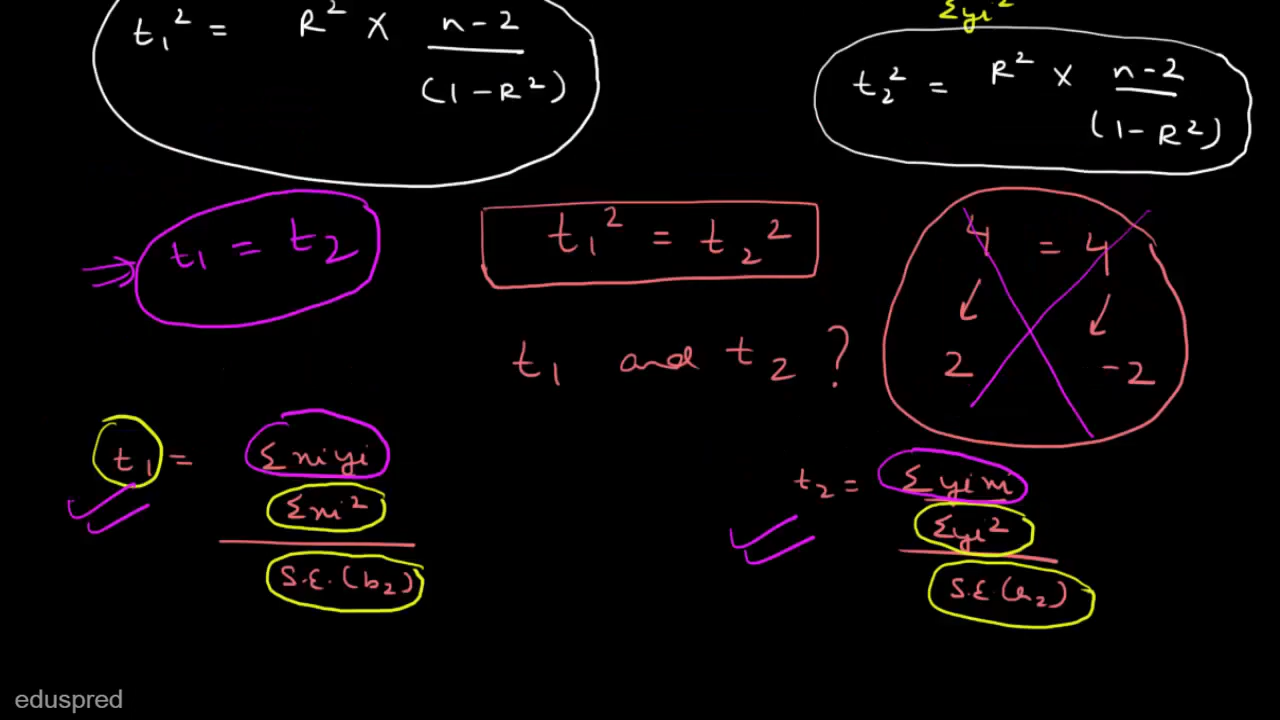 Σyi²
t₁² = R² × n-2
(1-R²)
t₂² = R² × n-2
(1-R²)
t₁ = t₂
t₁² = t₂²
4 = 4
2 -2
t₁ and t₂ ?
t₁ = Σxiyi
Σxi²
S.E.(b₂)
t₂ = Σyixi
Σyi²
S.E.(a₂)
eduspred